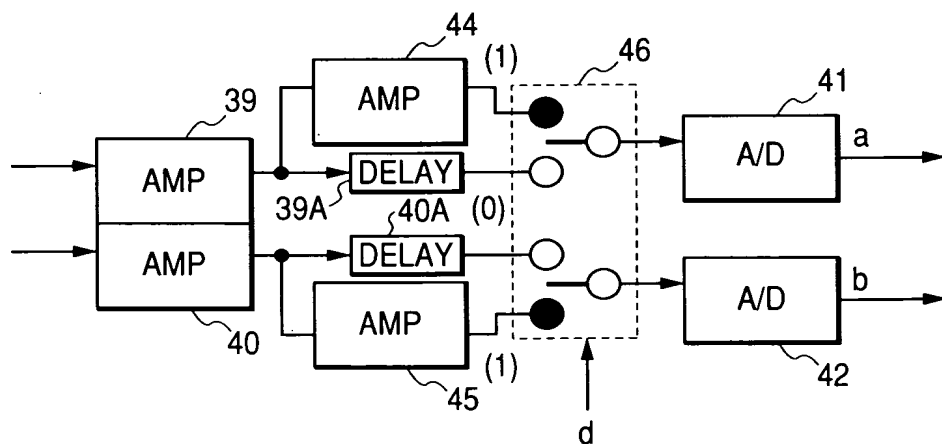 44
(1)
46
39
41
AMP
a
A/D
AMP
DELAY
39A
40A
(0)
AMP
DELAY
b
A/D
AMP
40
45
(1)
42
d